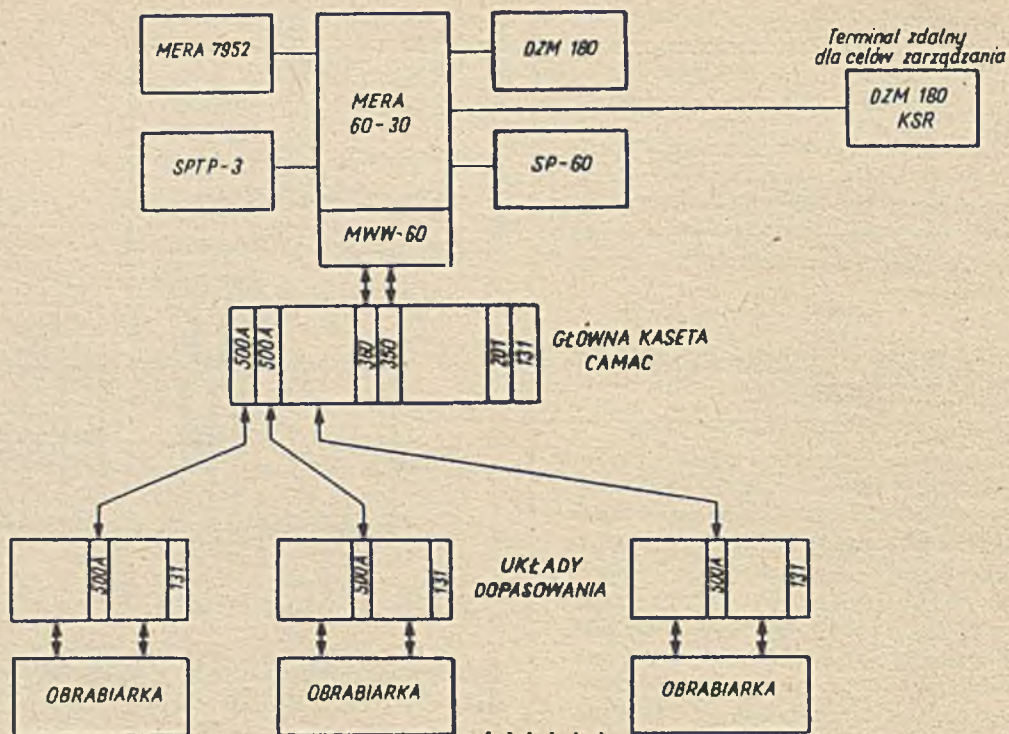 MERA 7952
MERA
60-30
DZM 180
Terminal zdalny
dla celów zarządzania
DZM 180
KSR
SPTP-3
SP-60
MWW-60
500A
500A
380
350
201
131
GŁÓWNA KASETA
CAMAC
500A
131
500A
131
500A
131
UKŁADY
DOPASOWANIA
OBRABIARKA
OBRABIARKA
OBRABIARKA